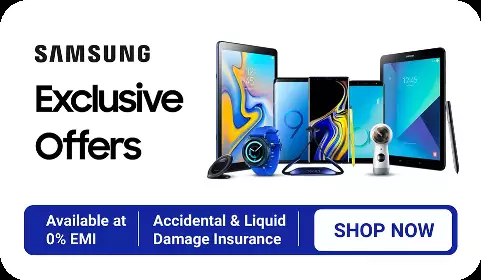 SAMSUNG
Exclusive
Offers
Available at
0% EMI
Accidental & Liquid
Damage Insurance
SHOP NOW